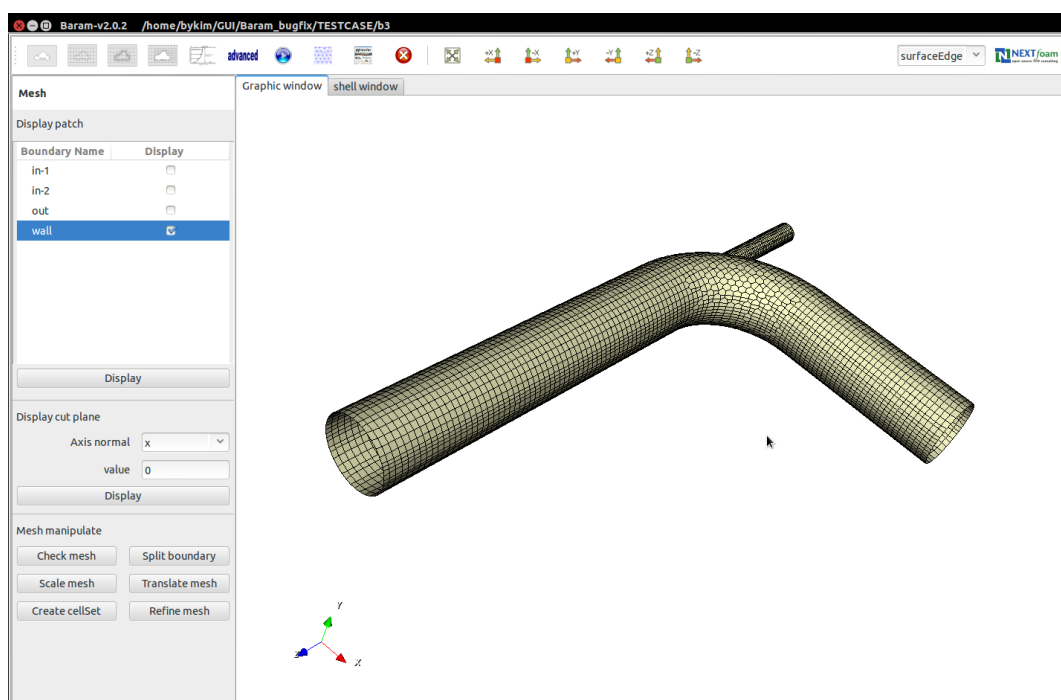 Baram-v2.0.2 /home/bykim/GUI/Baram_bugfix/TESTCASE/b3
advanced
surfaceEdge
NEXTfoam
Mesh
Graphic window
shell window
Display patch
Boundary Name Display
in-1
in-2
out
wall
Display
Display cut plane
Axis normal x
value 0
Display
Mesh manipulate
Check mesh Split boundary
Scale mesh Translate mesh
Create cellSet Refine mesh
+X
-X
+Y
-Y
+Z
-Z
Y
Z
X